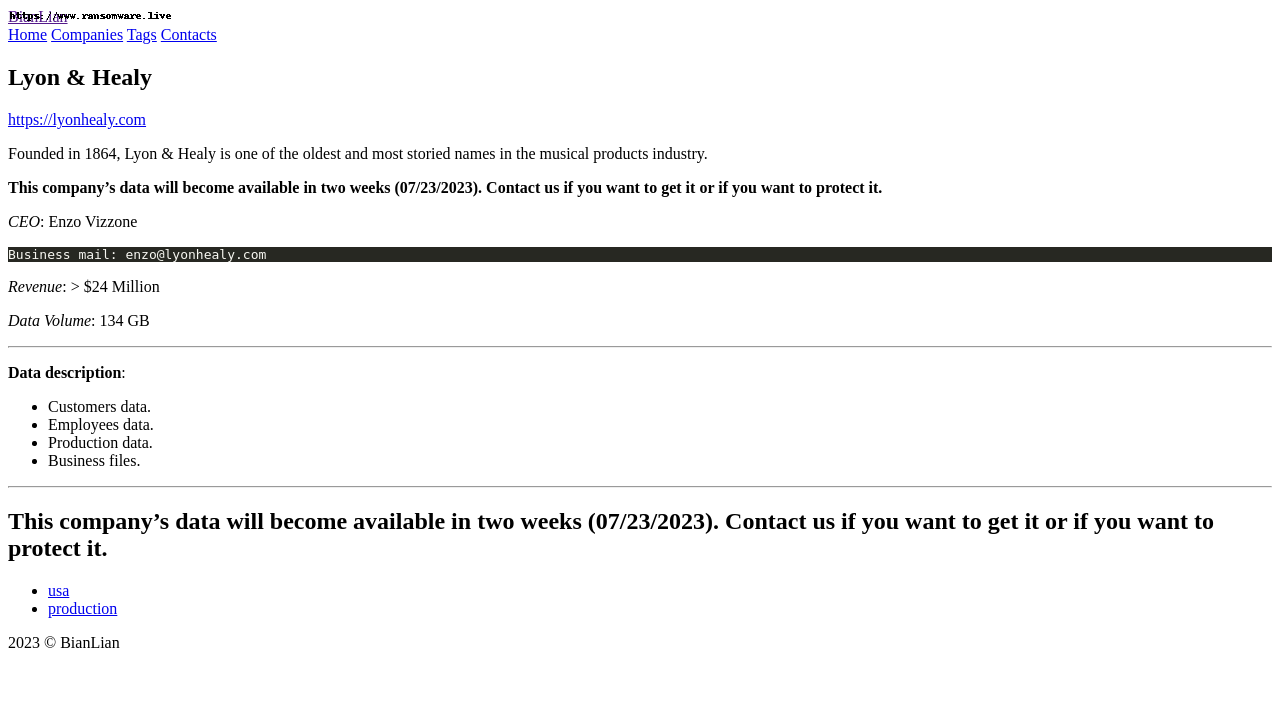 BianLian
https://www.ransomware.live
Home Companies Tags Contacts
Lyon & Healy
https://lyonhealy.com
Founded in 1864, Lyon & Healy is one of the oldest and most storied names in the musical products industry.
This company’s data will become available in two weeks (07/23/2023). Contact us if you want to get it or if you want to protect it.
CEO: Enzo Vizzone
Business mail: enzo@lyonhealy.com
Revenue: > $24 Million
Data Volume: 134 GB
Data description:
Customers data.
Employees data.
Production data.
Business files.
This company’s data will become available in two weeks (07/23/2023). Contact us if you want to get it or if you want to
protect it.
usa
production
2023 © BianLian